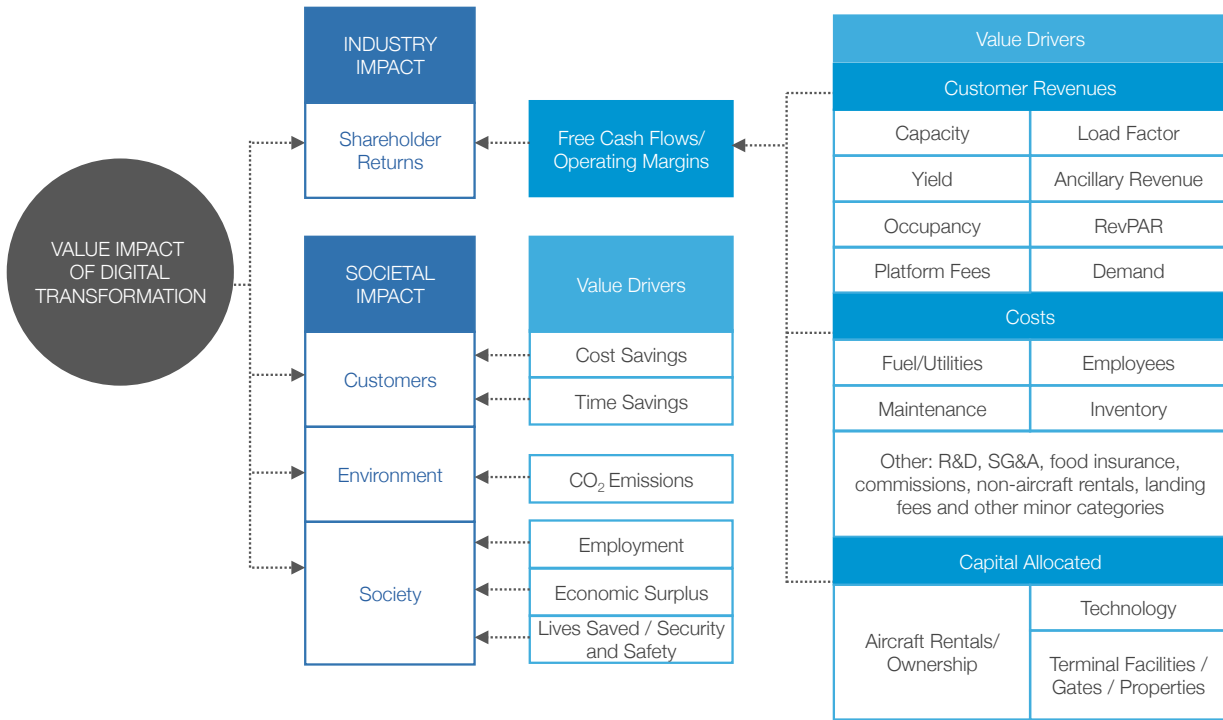 VALUE IMPACT
OF DIGITAL
TRANSFORMATION
INDUSTRY
IMPACT
Shareholder
Returns
Free Cash Flows/
Operating Margins
SOCIETAL
IMPACT
Value Drivers
Customers
Cost Savings
Time Savings
Environment
CO₂ Emissions
Society
Employment
Economic Surplus
Lives Saved / Security
and Safety
Value Drivers
Customer Revenues
Capacity
Load Factor
Yield
Ancillary Revenue
Occupancy
RevPAR
Platform Fees
Demand
Costs
Fuel/Utilities
Employees
Maintenance
Inventory
Other: R&D, SG&A, food insurance,
commissions, non-aircraft rentals, landing
fees and other minor categories
Capital Allocated
Aircraft Rentals/
Ownership
Technology
Terminal Facilities /
Gates / Properties